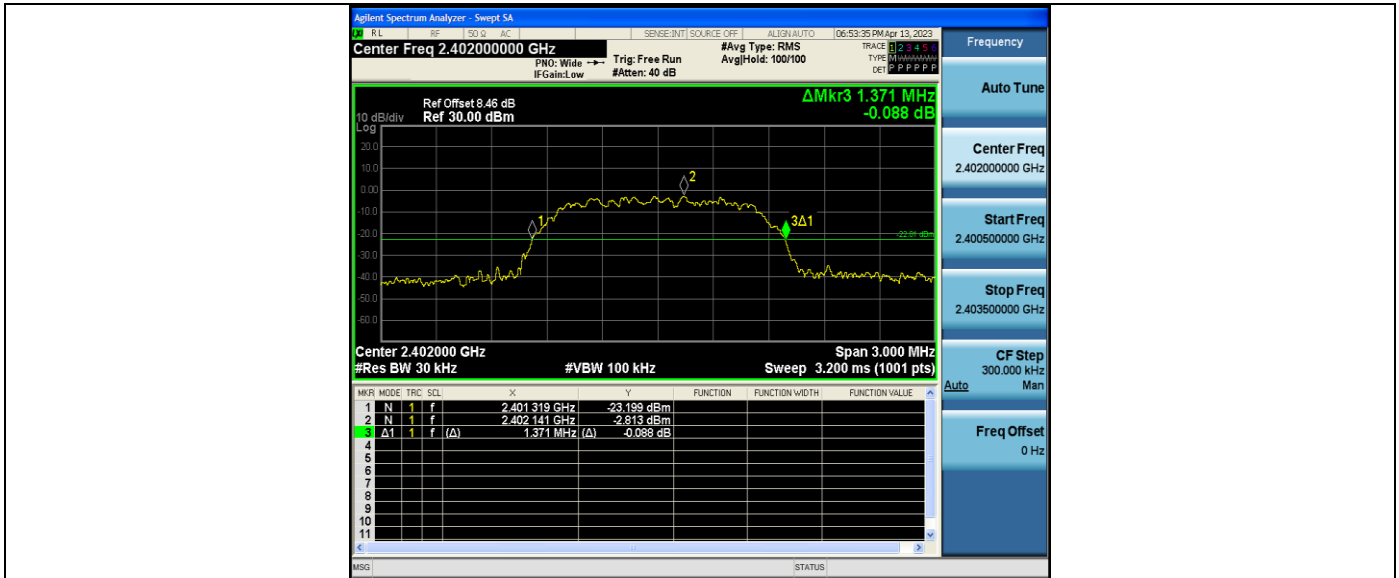 Agilent Spectrum Analyzer - Swept SA
RL RF 50 Ω AC SENSE:INT SOURCE OFF ALIGN AUTO 06:53:35 PM Apr 13, 2023
Center Freq 2.402000000 GHz
PNO: Wide
IFGain:Low
Trig: Free Run
#Atten: 40 dB
#Avg Type: RMS
Avg|Hold: 100/100
TRACE 1 2 3 4 5 6
TYPE M
DET P P P P P P
Frequency
Ref Offset 8.46 dB
10 dB/div Ref 30.00 dBm
Log
ΔMkr3 1.371 MHz
-0.088 dB
20.0
10.0
0.00
-10.0
-20.0
-30.0
-40.0
-50.0
-60.0
1
2
3Δ1
-22.81 dBm
Center 2.402000 GHz Span 3.000 MHz
#Res BW 30 kHz #VBW 100 kHz Sweep 3.200 ms (1001 pts)
MKR MODE TRC SCL X Y FUNCTION FUNCTION WIDTH FUNCTION VALUE
1 N 1 f 2.401 319 GHz -23.199 dBm
2 N 1 f 2.402 141 GHz -2.813 dBm
3 Δ1 1 f (Δ) 1.371 MHz (Δ) -0.088 dB
4
5
6
7
8
9
10
11
MSG STATUS
Auto Tune
Center Freq
2.402000000 GHz
Start Freq
2.400500000 GHz
Stop Freq
2.403500000 GHz
CF Step
300.000 kHz
Auto Man
Freq Offset
0 Hz